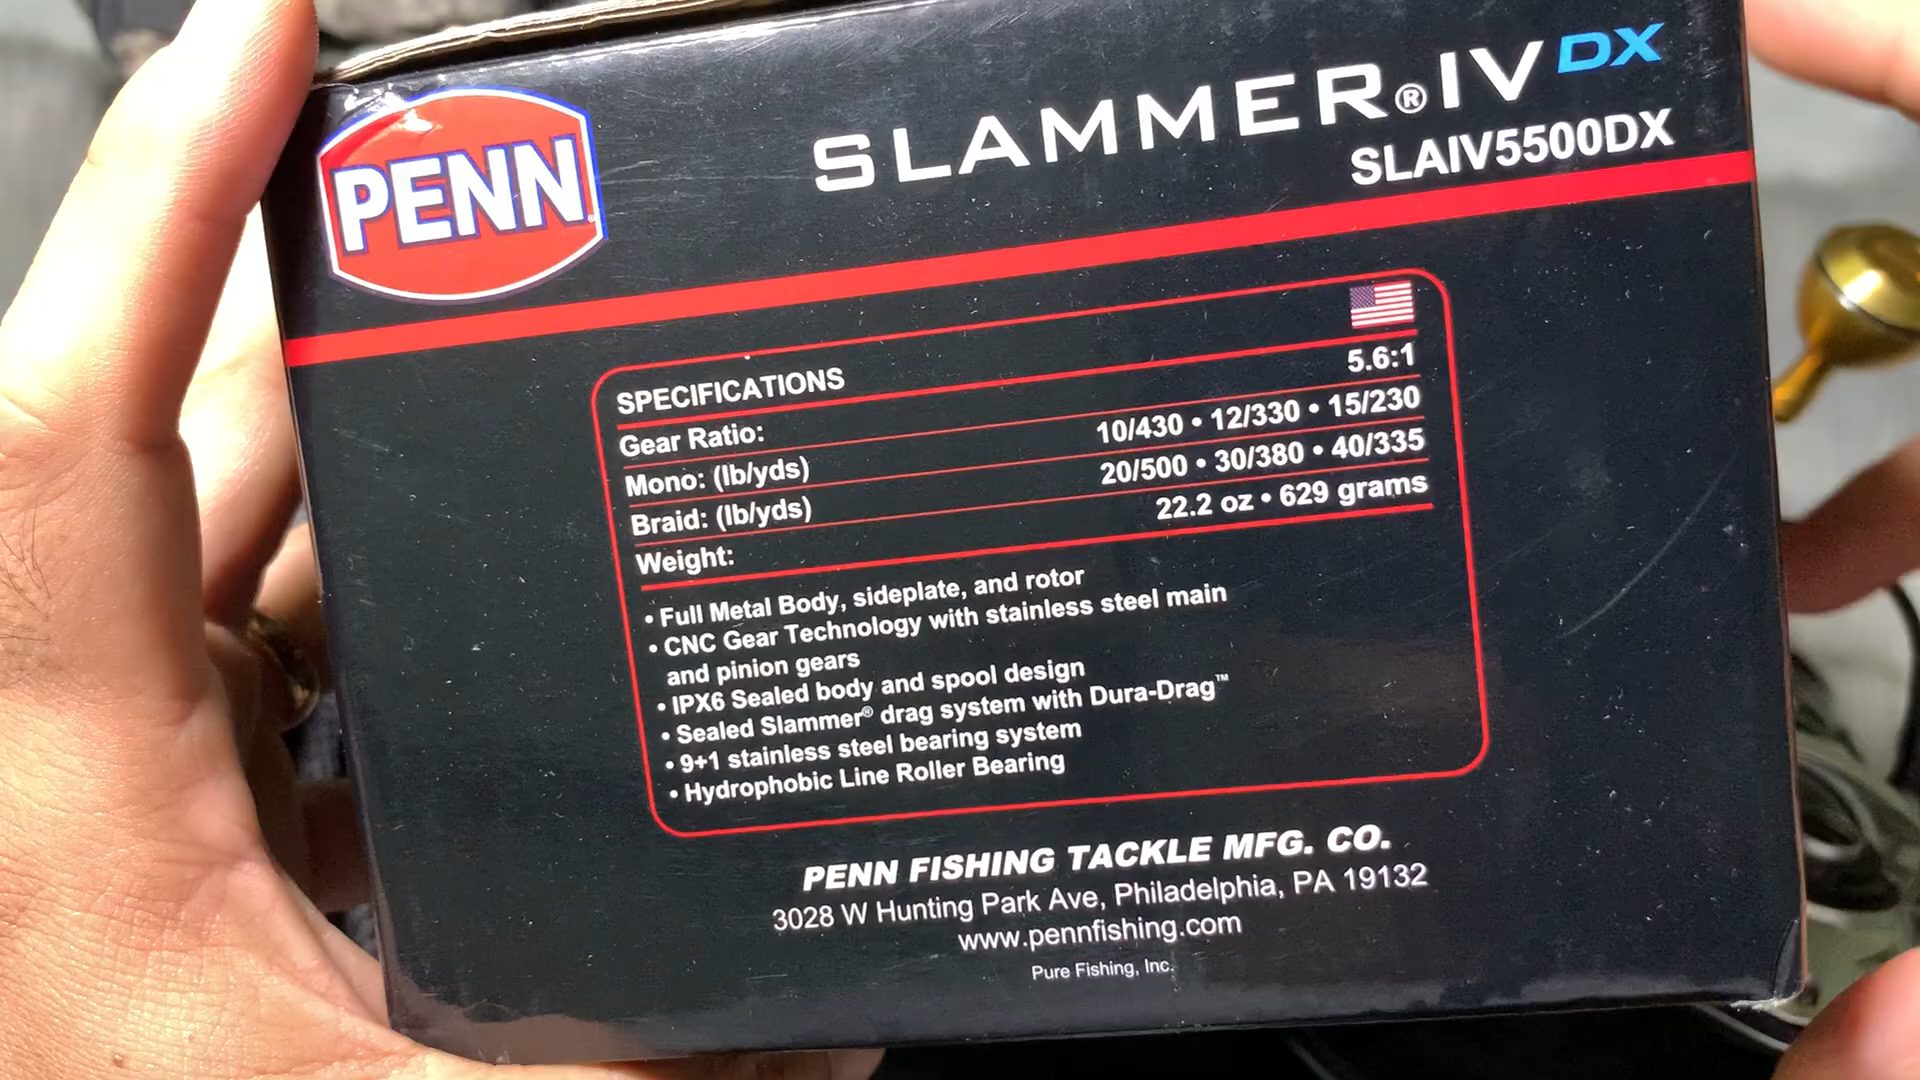 PENN
SLAMMER® IV DX
SLAIV5500DX
SPECIFICATIONS
Gear Ratio: 5.6:1
Mono: (lb/yds) 10/430 • 12/330 • 15/230
Braid: (lb/yds) 20/500 • 30/380 • 40/335
Weight: 22.2 oz • 629 grams
• Full Metal Body, sideplate, and rotor
• CNC Gear Technology with stainless steel main
and pinion gears
• IPX6 Sealed body and spool design
• Sealed Slammer® drag system with Dura-Drag™
• 9+1 stainless steel bearing system
• Hydrophobic Line Roller Bearing
PENN FISHING TACKLE MFG. CO.
3028 W Hunting Park Ave, Philadelphia, PA 19132
www.pennfishing.com
Pure Fishing, Inc.